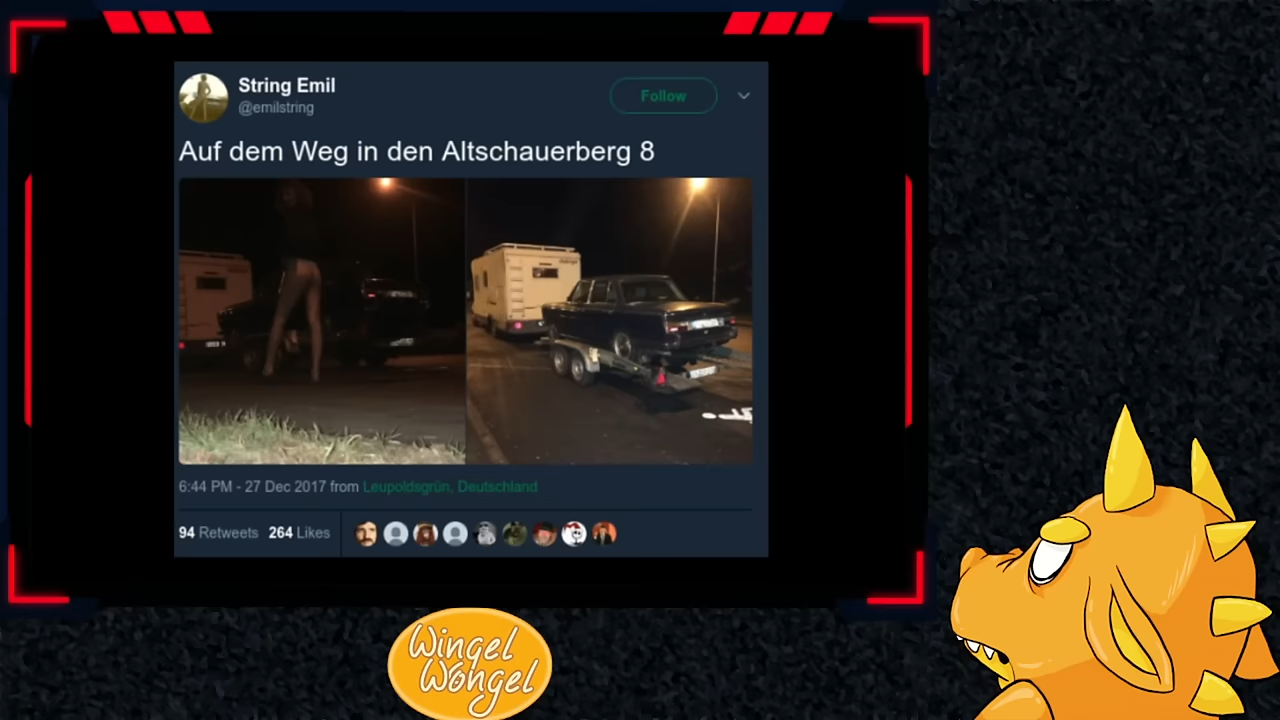 String Emil
@emilstring
Follow
Auf dem Weg in den Altschauerberg 8
6:44 PM - 27 Dec 2017 from Leupoldsgrün, Deutschland
94 Retweets 264 Likes
Wingel
Wongel